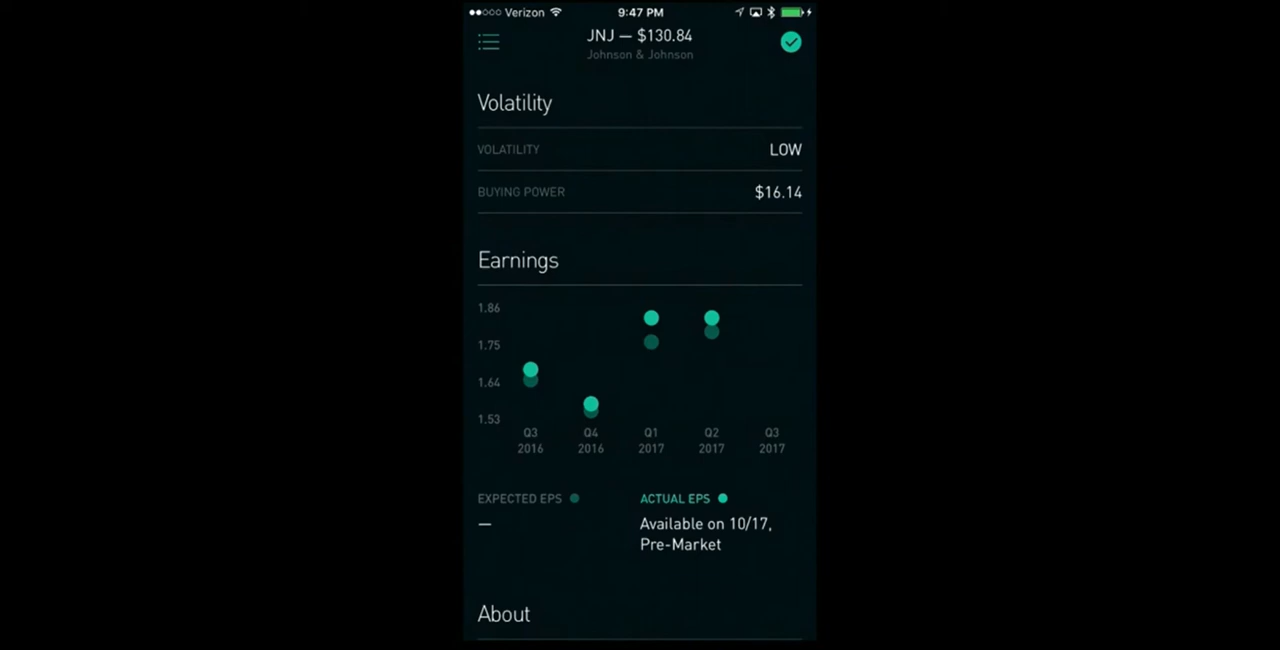 Verizon 9:47 PM
JNJ — $130.84
Johnson & Johnson
Volatility
VOLATILITY LOW
BUYING POWER $16.14
Earnings
1.86
1.75
1.64
1.53
Q3 Q4 Q1 Q2 Q3
2016 2016 2017 2017 2017
EXPECTED EPS ACTUAL EPS
— Available on 10/17,
Pre-Market
About